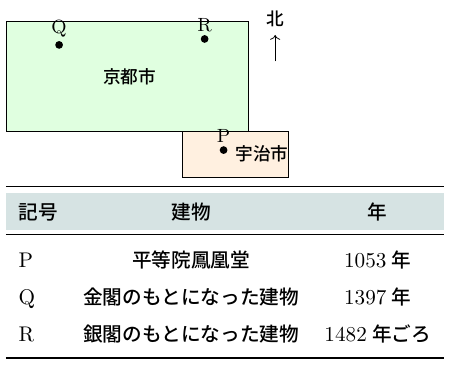 北
Q
R
京都市
P
宇治市
記号 建物 年
P 平等院鳳凰堂 1053 年
Q 金閣のもとになった建物 1397 年
R 銀閣のもとになった建物 1482 年ごろ